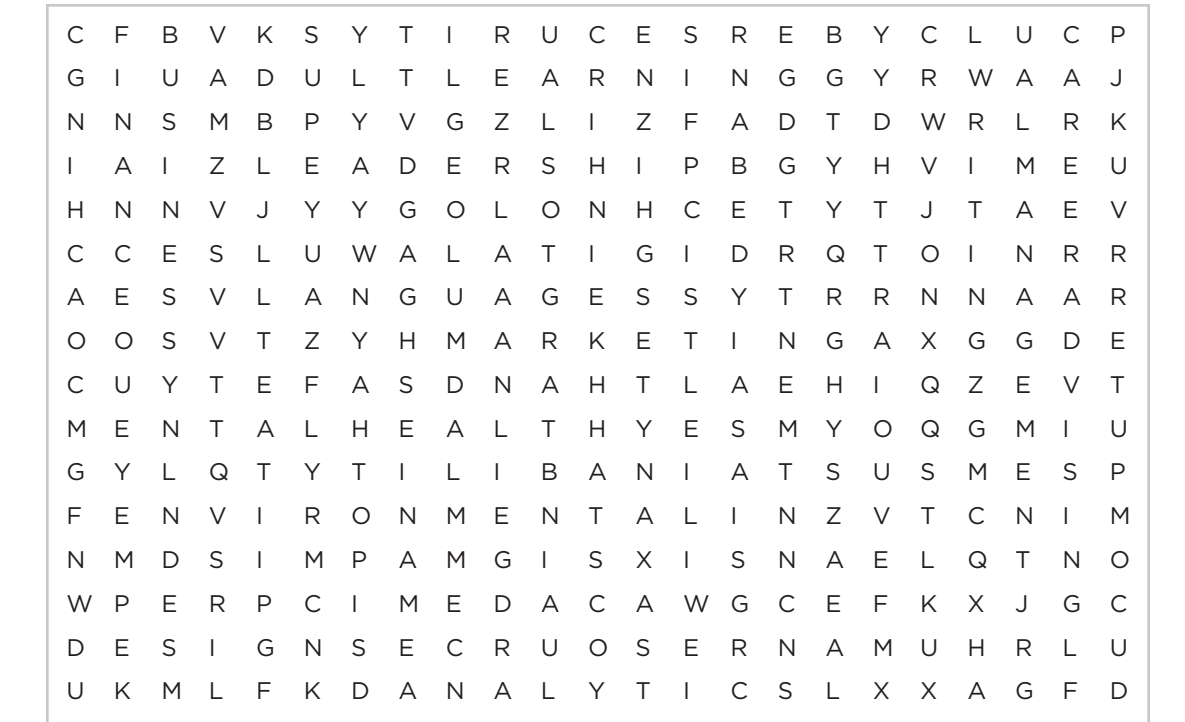 C F B V K S Y T I R U C E S R E B Y C L U C P
G I U A D U L T L E A R N I N G G Y R W A A J
N N S M B P Y V G Z L I Z F A D T D W R L R K
I A I Z L E A D E R S H I P B G Y H V I M E U
H N N V J Y Y G O L O N H C E T Y T J T A E V
C C E S L U W A L A T I G I D R Q T O I N R R
A E S V L A N G U A G E S S Y T R R N N A A R
O O S V T Z Y H M A R K E T I N G A X G G D E
C U Y T E F A S D N A H T L A E H I Q Z E V T
M E N T A L H E A L T H Y E S M Y O Q G M I U
G Y L Q T Y T I L I B A N I A T S U S M E S P
F E N V I R O N M E N T A L I N Z V T C N I M
N M D S I M P A M G I S X I S N A E L Q T N O
W P E R P C I M E D A C A W G C E F K X J G C
D E S I G N S E C R U O S E R N A M U H R L U
U K M L F K D A N A L Y T I C S L X X A G F D